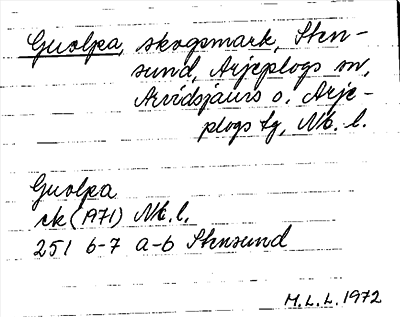 Guolpa, skogsmark, Sten-
sund, Arjeplogs sn,
Arvidsjaurs o. Arje-
plogs tg, Nb. l.
Guolpa
ek (1971) Nb. l.
251 6-7 a-b Stensund
M.L.L. 1972